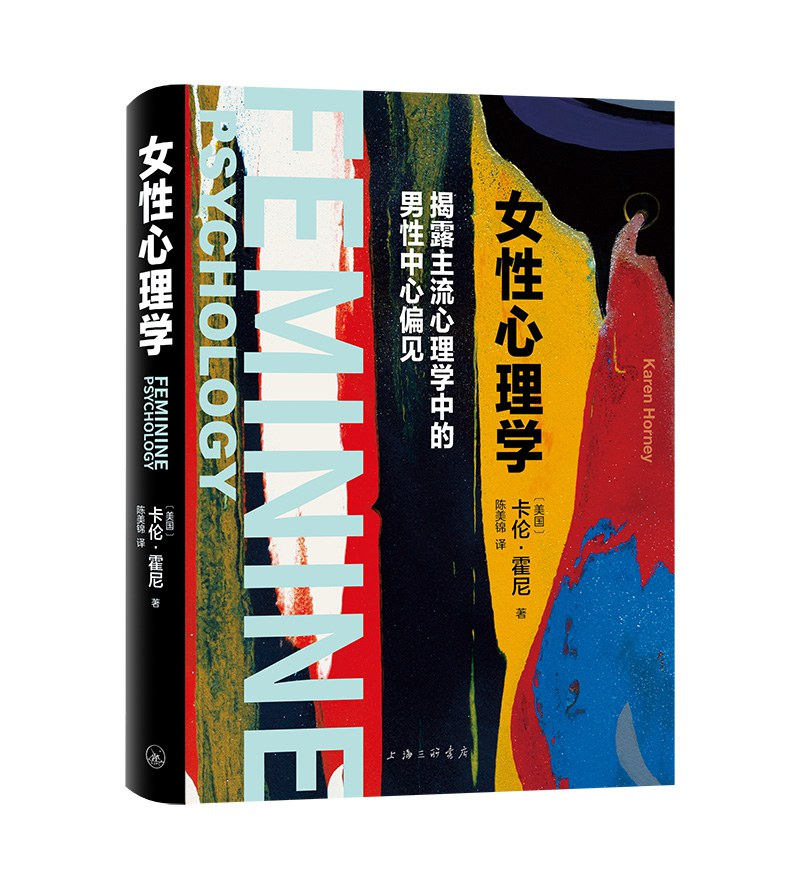 女性心理学
FEMININE
PSYCHOLOGY
〔美国〕
卡伦·霍尼 著
陈美锦 译
FEMININE
PSYCHOLOGY
揭露主流心理学中的
男性中心偏见
女性心理学
Karen Horney
〔美国〕
卡伦·霍尼 著
陈美锦 译
上海三联书店